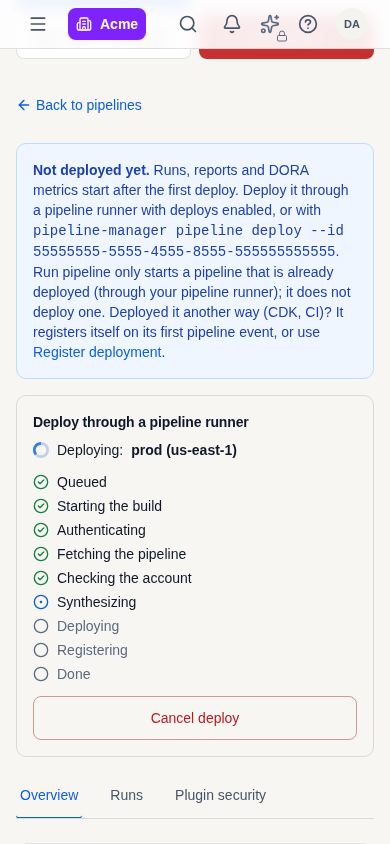 Acme
DA
Back to pipelines
Not deployed yet. Runs, reports and DORA
metrics start after the first deploy. Deploy it through
a pipeline runner with deploys enabled, or with
pipeline-manager pipeline deploy --id
55555555-5555-4555-8555-555555555555.
Run pipeline only starts a pipeline that is already
deployed (through your pipeline runner); it does not
deploy one. Deployed it another way (CDK, CI)? It
registers itself on its first pipeline event, or use
Register deployment.
Deploy through a pipeline runner
Deploying: prod (us-east-1)
Queued
Starting the build
Authenticating
Fetching the pipeline
Checking the account
Synthesizing
Deploying
Registering
Done
Cancel deploy
Overview Runs Plugin security